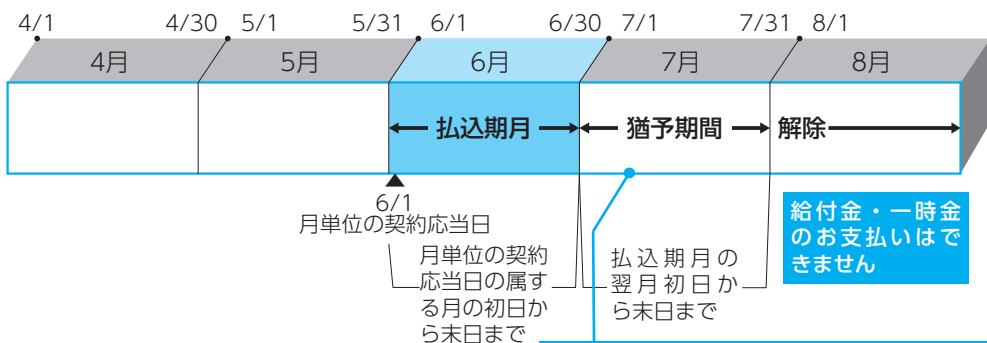 4/1 4/30 5/1 5/31 6/1 6/30 7/1 7/31 8/1
4月 5月 6月 7月 8月
払込期月 猶予期間 解除
6/1
月単位の契約応当日
月単位の契約
応当日の属す
る月の初日か
ら末日まで
払込期月の
翌月初日か
ら末日まで
給付金・一時金
のお支払いはで
きません